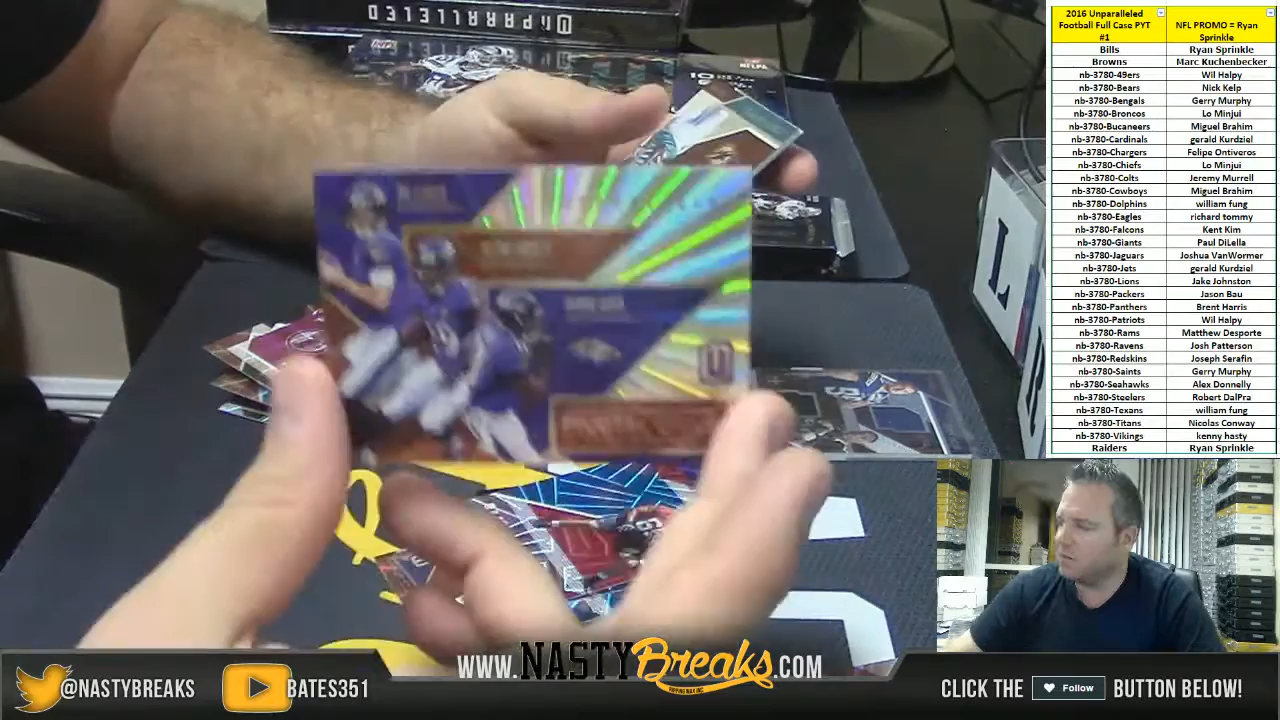 UNPARALLELED
2016 Unparalleled
Football Full Case PYT
#1
NFL PROMO = Ryan
Sprinkle
Bills Ryan Sprinkle
Browns Marc Kuchenbecker
nb-3780-49ers Wil Halpy
nb-3780-Bears Nick Kelp
nb-3780-Bengals Gerry Murphy
nb-3780-Broncos Lo Minjui
nb-3780-Bucaneers Miguel Brahim
nb-3780-Cardinals gerald Kurdziel
nb-3780-Chargers Felipe Ontiveros
nb-3780-Chiefs Lo Minjui
nb-3780-Colts Jeremy Murrell
nb-3780-Cowboys Miguel Brahim
nb-3780-Dolphins william fung
nb-3780-Eagles richard tommy
nb-3780-Falcons Kent Kim
nb-3780-Giants Paul DiLella
nb-3780-Jaguars Joshua VanWormer
nb-3780-Jets gerald Kurdziel
nb-3780-Lions Jake Johnston
nb-3780-Packers Jason Bau
nb-3780-Panthers Brent Harris
nb-3780-Patriots Wil Halpy
nb-3780-Rams Matthew Desporte
nb-3780-Ravens Josh Patterson
nb-3780-Redskins Joseph Serafin
nb-3780-Saints Gerry Murphy
nb-3780-Seahawks Alex Donnelly
nb-3780-Steelers Robert DalPra
nb-3780-Texans william fung
nb-3780-Titans Nicolas Conway
nb-3780-Vikings kenny hasty
Raiders Ryan Sprinkle
L
@NASTYBREAKS
BATES351
WWW.NASTYBreaks.COM
RIPPING WAX INC.
CLICK THE Follow BUTTON BELOW!